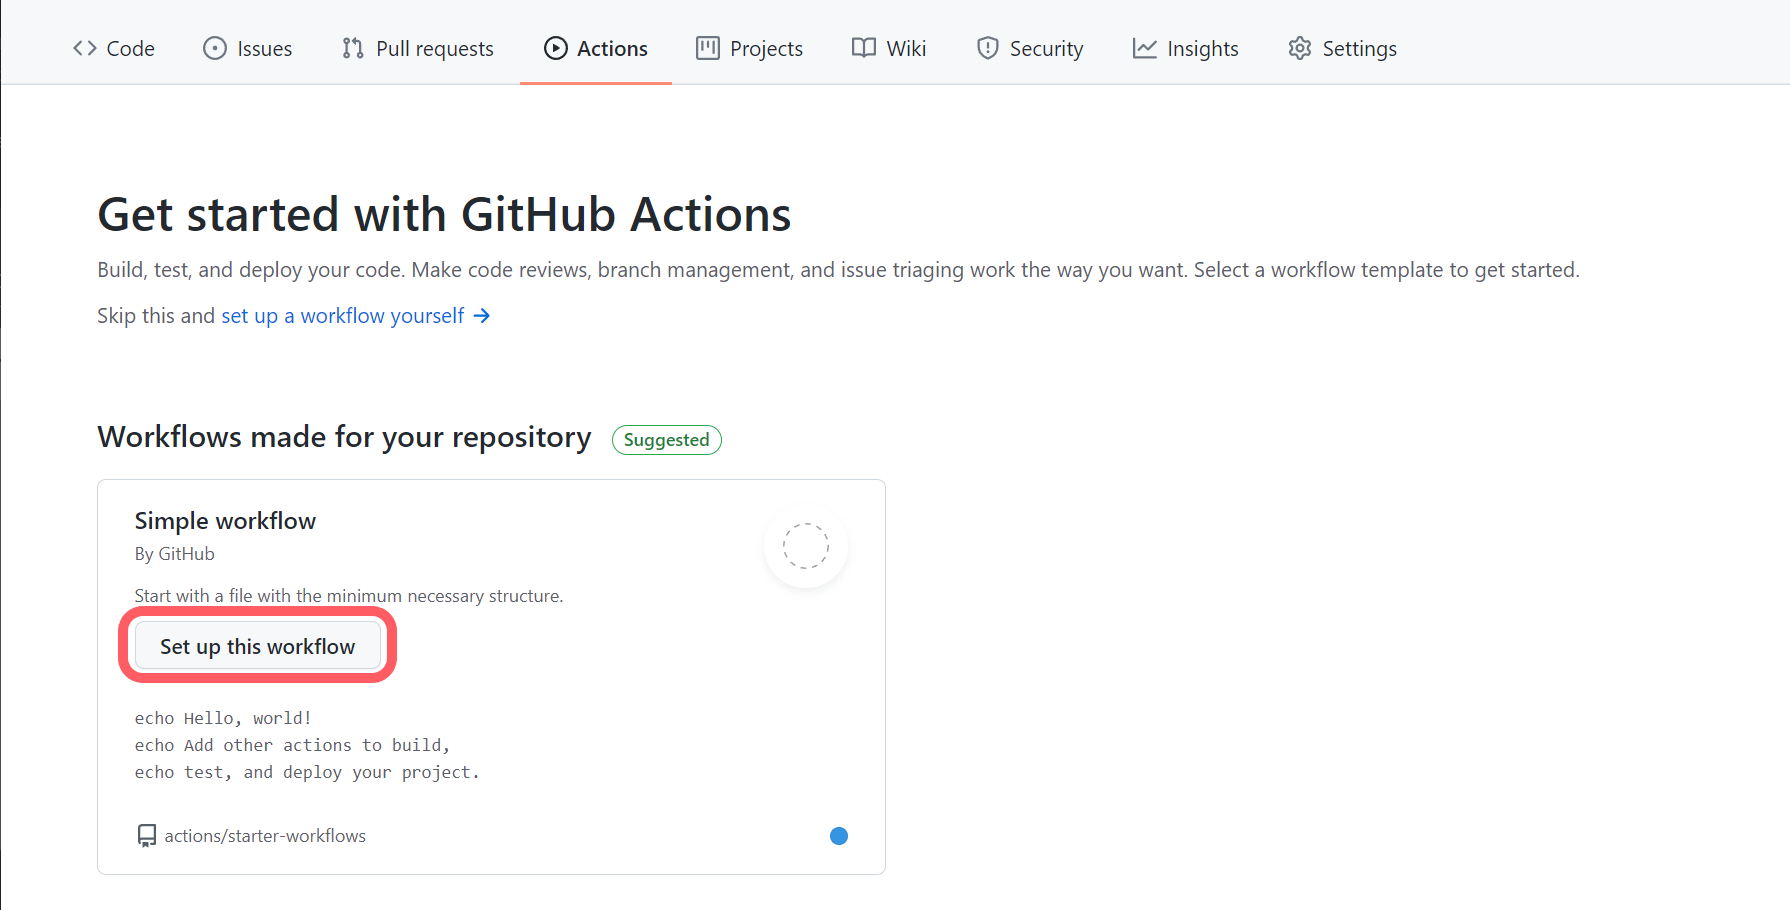 Code Issues Pull requests Actions Projects Wiki Security Insights Settings
Get started with GitHub Actions
Build, test, and deploy your code. Make code reviews, branch management, and issue triaging work the way you want. Select a workflow template to get started.
Skip this and set up a workflow yourself →
Workflows made for your repository Suggested
Simple workflow
By GitHub
Start with a file with the minimum necessary structure.
Set up this workflow
echo Hello, world!
echo Add other actions to build,
echo test, and deploy your project.
actions/starter-workflows